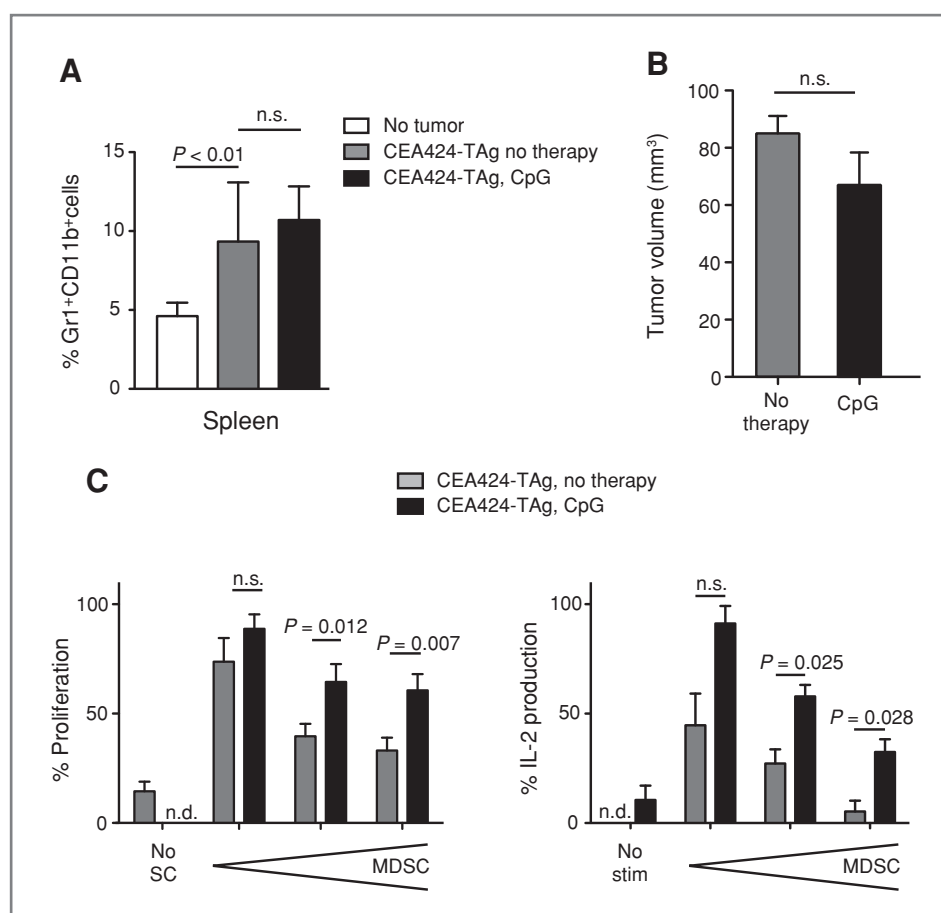 A
n.s.
P < 0.01
No tumor
CEA424-TAg no therapy
CEA424-TAg, CpG
15
10
5
0
% Gr1+CD11b+cells
Spleen
B
n.s.
100
80
60
40
20
0
Tumor volume (mm³)
No therapy
CpG
C
CEA424-TAg, no therapy
CEA424-TAg, CpG
100
50
0
% Proliferation
n.s.
P = 0.012
P = 0.007
n.d.
No
SC
MDSC
100
50
0
% IL-2 production
n.s.
P = 0.025
P = 0.028
n.d.
No
stim
MDSC